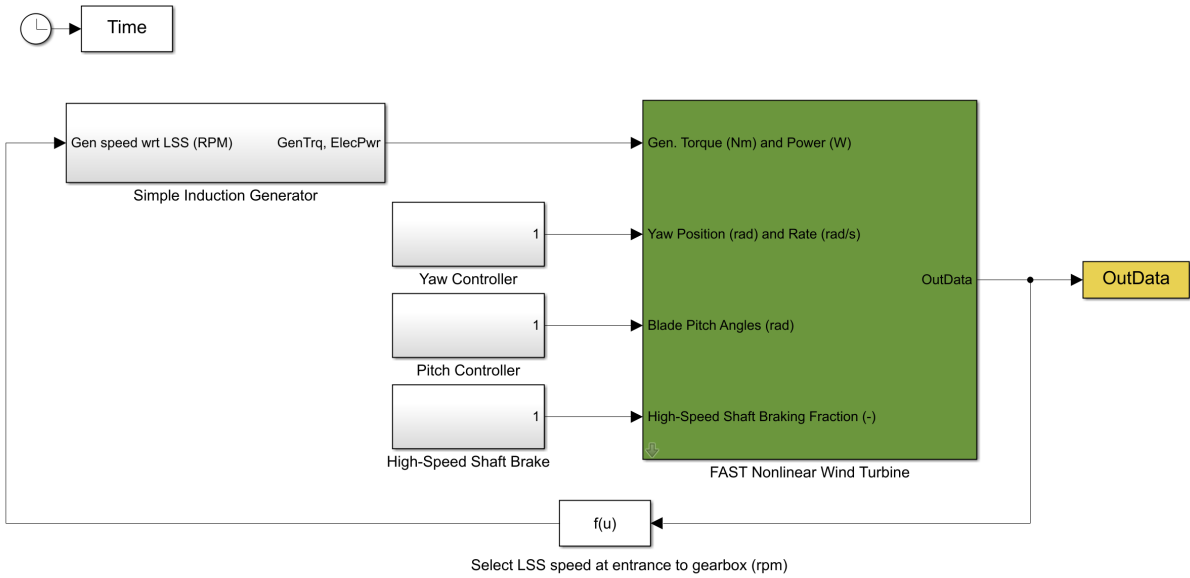 Time
Gen speed wrt LSS (RPM) GenTrq, ElecPwr
Simple Induction Generator
Gen. Torque (Nm) and Power (W)
1
Yaw Controller
Yaw Position (rad) and Rate (rad/s)
OutData
OutData
1
Pitch Controller
Blade Pitch Angles (rad)
1
High-Speed Shaft Brake
High-Speed Shaft Braking Fraction (-)
FAST Nonlinear Wind Turbine
f(u)
Select LSS speed at entrance to gearbox (rpm)